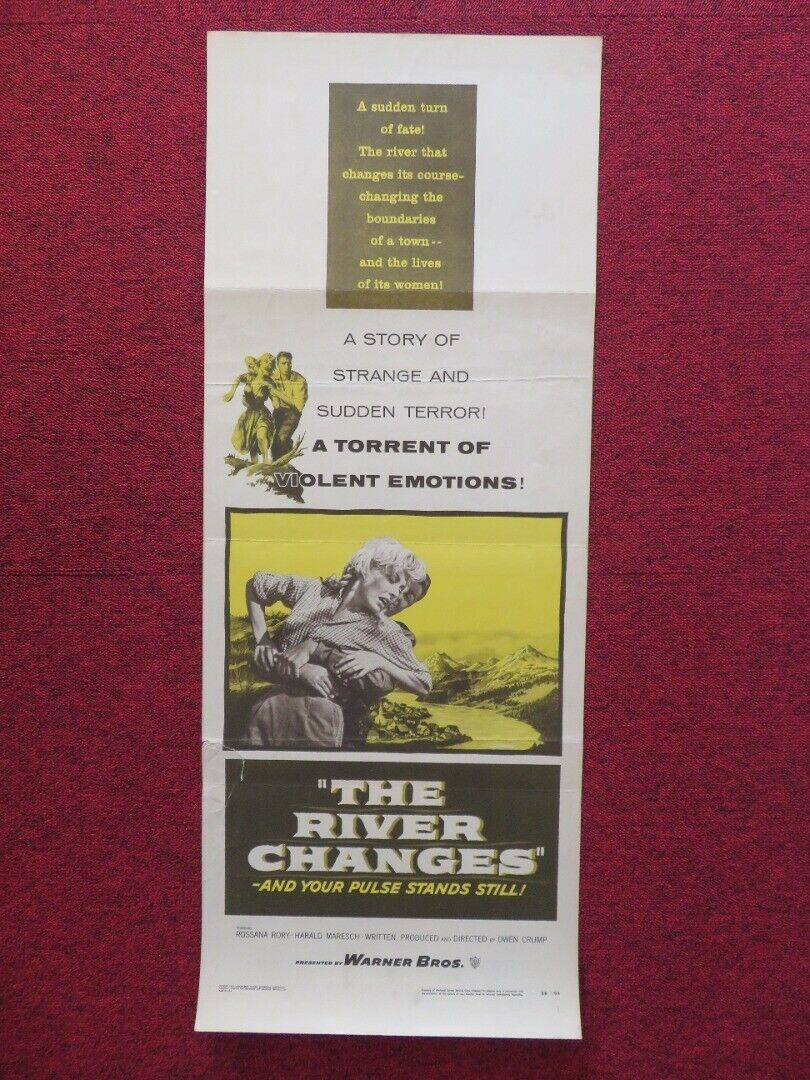 A sudden turn
of fate!
The river that
changes its course-
changing the
boundaries
of a town--
and the lives
of its women!
A STORY OF
STRANGE AND
SUDDEN TERROR!
A TORRENT OF
VIOLENT EMOTIONS!
"THE
RIVER
CHANGES"
-AND YOUR PULSE STANDS STILL!
STARRING
ROSSANA RORY · HARALD MARESCH · WRITTEN, PRODUCED AND DIRECTED BY OWEN CRUMP
PRESENTED BY WARNER BROS.